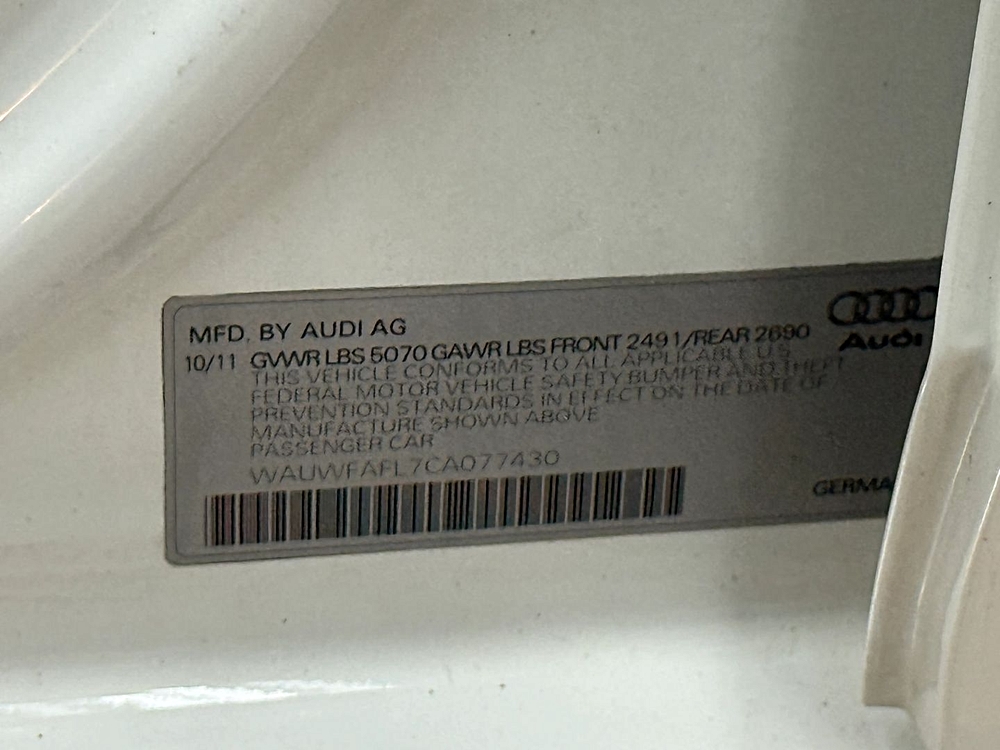 MFD. BY AUDI AG
10/11 GVWR LBS 5070 GAWR LBS FRONT 2491/REAR 2690
THIS VEHICLE CONFORMS TO ALL APPLICABLE U.S.
FEDERAL MOTOR VEHICLE SAFETY BUMPER AND THEFT
PREVENTION STANDARDS IN EFFECT ON THE DATE OF
MANUFACTURE SHOWN ABOVE
PASSENGER CAR
WAUWFAFL7CA077430
Audi
GERMA